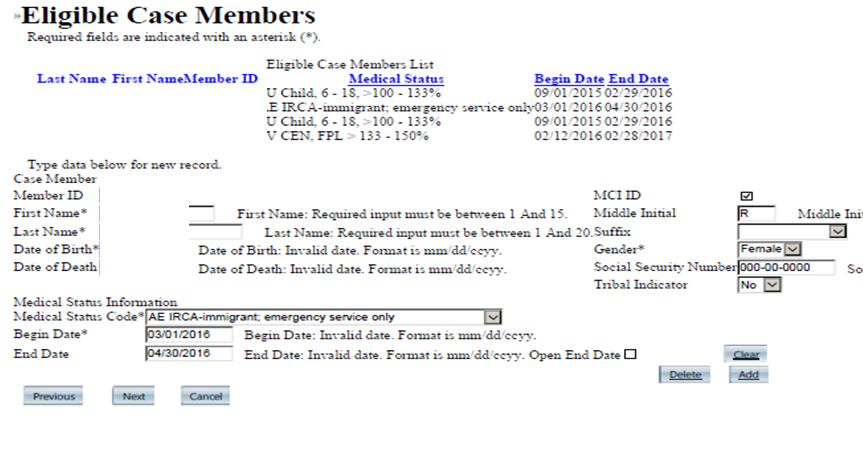 »Eligible Case Members
Required fields are indicated with an asterisk (*).
Eligible Case Members List
Last Name First NameMember ID Medical Status Begin Date End Date
U Child, 6 - 18, >100 - 133% 09/01/2015 02/29/2016
.E IRCA-immigrant; emergency service only 03/01/2016 04/30/2016
U Child, 6 - 18, >100 - 133% 09/01/2015 02/29/2016
V CEN, FPL > 133 - 150% 02/12/2016 02/28/2017
Type data below for new record.
Case Member
Member ID MCI ID
First Name* First Name: Required input must be between 1 And 15. Middle Initial R Middle Ini
Last Name* Last Name: Required input must be between 1 And 20. Suffix
Date of Birth* Date of Birth: Invalid date. Format is mm/dd/ccyy. Gender* Female
Date of Death Date of Death: Invalid date. Format is mm/dd/ccyy. Social Security Number 000-00-0000 So
Tribal Indicator No
Medical Status Information
Medical Status Code* AE IRCA-immigrant; emergency service only
Begin Date* 03/01/2016 Begin Date: Invalid date. Format is mm/dd/ccyy.
End Date 04/30/2016 End Date: Invalid date. Format is mm/dd/ccyy. Open End Date Clear
Delete Add
Previous Next Cancel